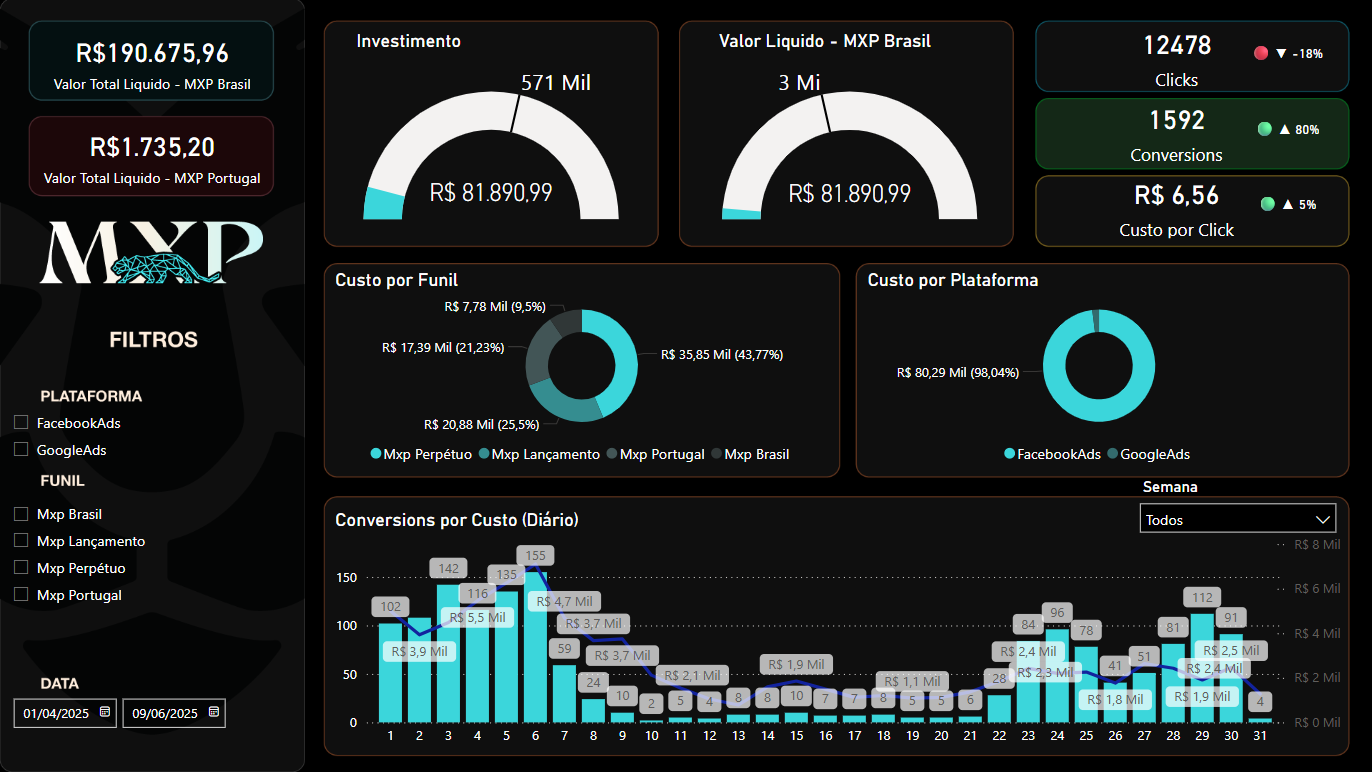 R$190.675,96
Valor Total Liquido - MXP Brasil
R$1.735,20
Valor Total Liquido - MXP Portugal
MXP
FILTROS
PLATAFORMA
FacebookAds
GoogleAds
FUNIL
Mxp Brasil
Mxp Lançamento
Mxp Perpétuo
Mxp Portugal
DATA
01/04/2025 09/06/2025
Investimento
571 Mil
R$ 81.890,99
Valor Liquido - MXP Brasil
3 Mi
R$ 81.890,99
12478
▼ -18%
Clicks
1592
▲ 80%
Conversions
R$ 6,56
▲ 5%
Custo por Click
Custo por Funil
R$ 7,78 Mil (9,5%)
R$ 17,39 Mil (21,23%)
R$ 35,85 Mil (43,77%)
R$ 20,88 Mil (25,5%)
Mxp Perpétuo Mxp Lançamento Mxp Portugal Mxp Brasil
Custo por Plataforma
R$ 80,29 Mil (98,04%)
FacebookAds GoogleAds
Semana
Todos
Conversions por Custo (Diário)
150
100
50
0
R$ 8 Mil
R$ 6 Mil
R$ 4 Mil
R$ 2 Mil
R$ 0 Mil
102 142 116 135 155 59 24 10 2 5 4 8 8 10 7 7 8 5 5 6 28 84 96 78 41 51 81 112 91 4
R$ 3,9 Mil R$ 5,5 Mil R$ 4,7 Mil R$ 3,7 Mil R$ 3,7 Mil R$ 2,1 Mil R$ 1,9 Mil R$ 1,1 Mil R$ 2,4 Mil R$ 2,3 Mil R$ 1,8 Mil R$ 1,9 Mil R$ 2,4 Mil R$ 2,5 Mil
1 2 3 4 5 6 7 8 9 10 11 12 13 14 15 16 17 18 19 20 21 22 23 24 25 26 27 28 29 30 31